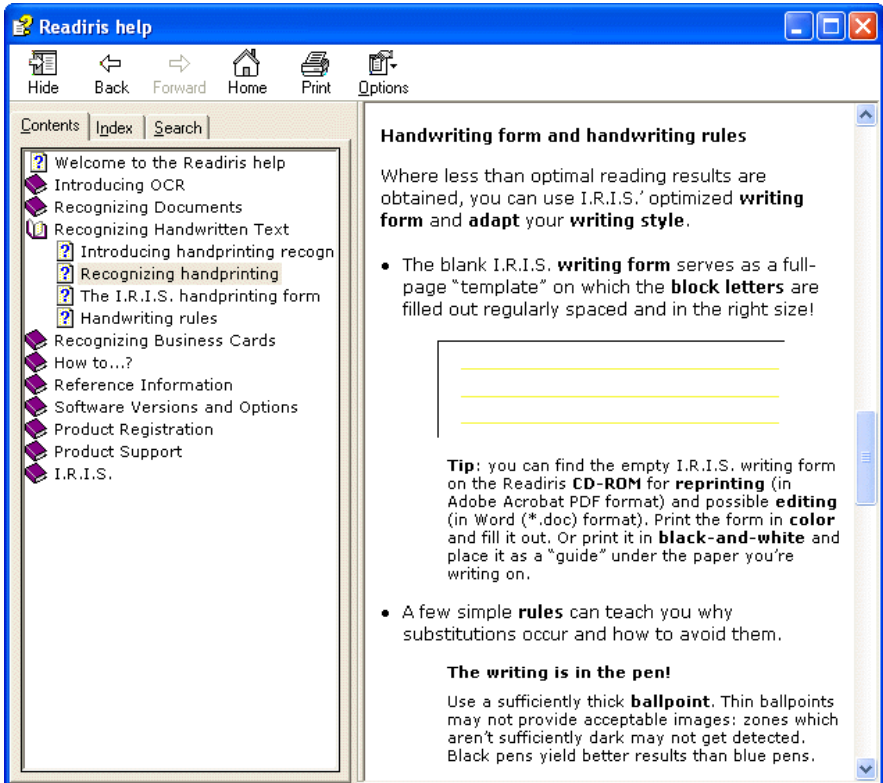 Readiris help
Hide Back Forward Home Print Options
Contents Index Search
Welcome to the Readiris help
Introducing OCR
Recognizing Documents
Recognizing Handwritten Text
Introducing handprinting recogn
Recognizing handprinting
The I.R.I.S. handprinting form
Handwriting rules
Recognizing Business Cards
How to...?
Reference Information
Software Versions and Options
Product Registration
Product Support
I.R.I.S.
Handwriting form and handwriting rules
Where less than optimal reading results are
obtained, you can use I.R.I.S.’ optimized writing
form and adapt your writing style.
• The blank I.R.I.S. writing form serves as a full-
page “template” on which the block letters are
filled out regularly spaced and in the right size!
Tip: you can find the empty I.R.I.S. writing form
on the Readiris CD-ROM for reprinting (in
Adobe Acrobat PDF format) and possible editing
(in Word (*.doc) format). Print the form in color
and fill it out. Or print it in black-and-white and
place it as a “guide” under the paper you’re
writing on.
• A few simple rules can teach you why
substitutions occur and how to avoid them.
The writing is in the pen!
Use a sufficiently thick ballpoint. Thin ballpoints
may not provide acceptable images: zones which
aren’t sufficiently dark may not get detected.
Black pens yield better results than blue pens.